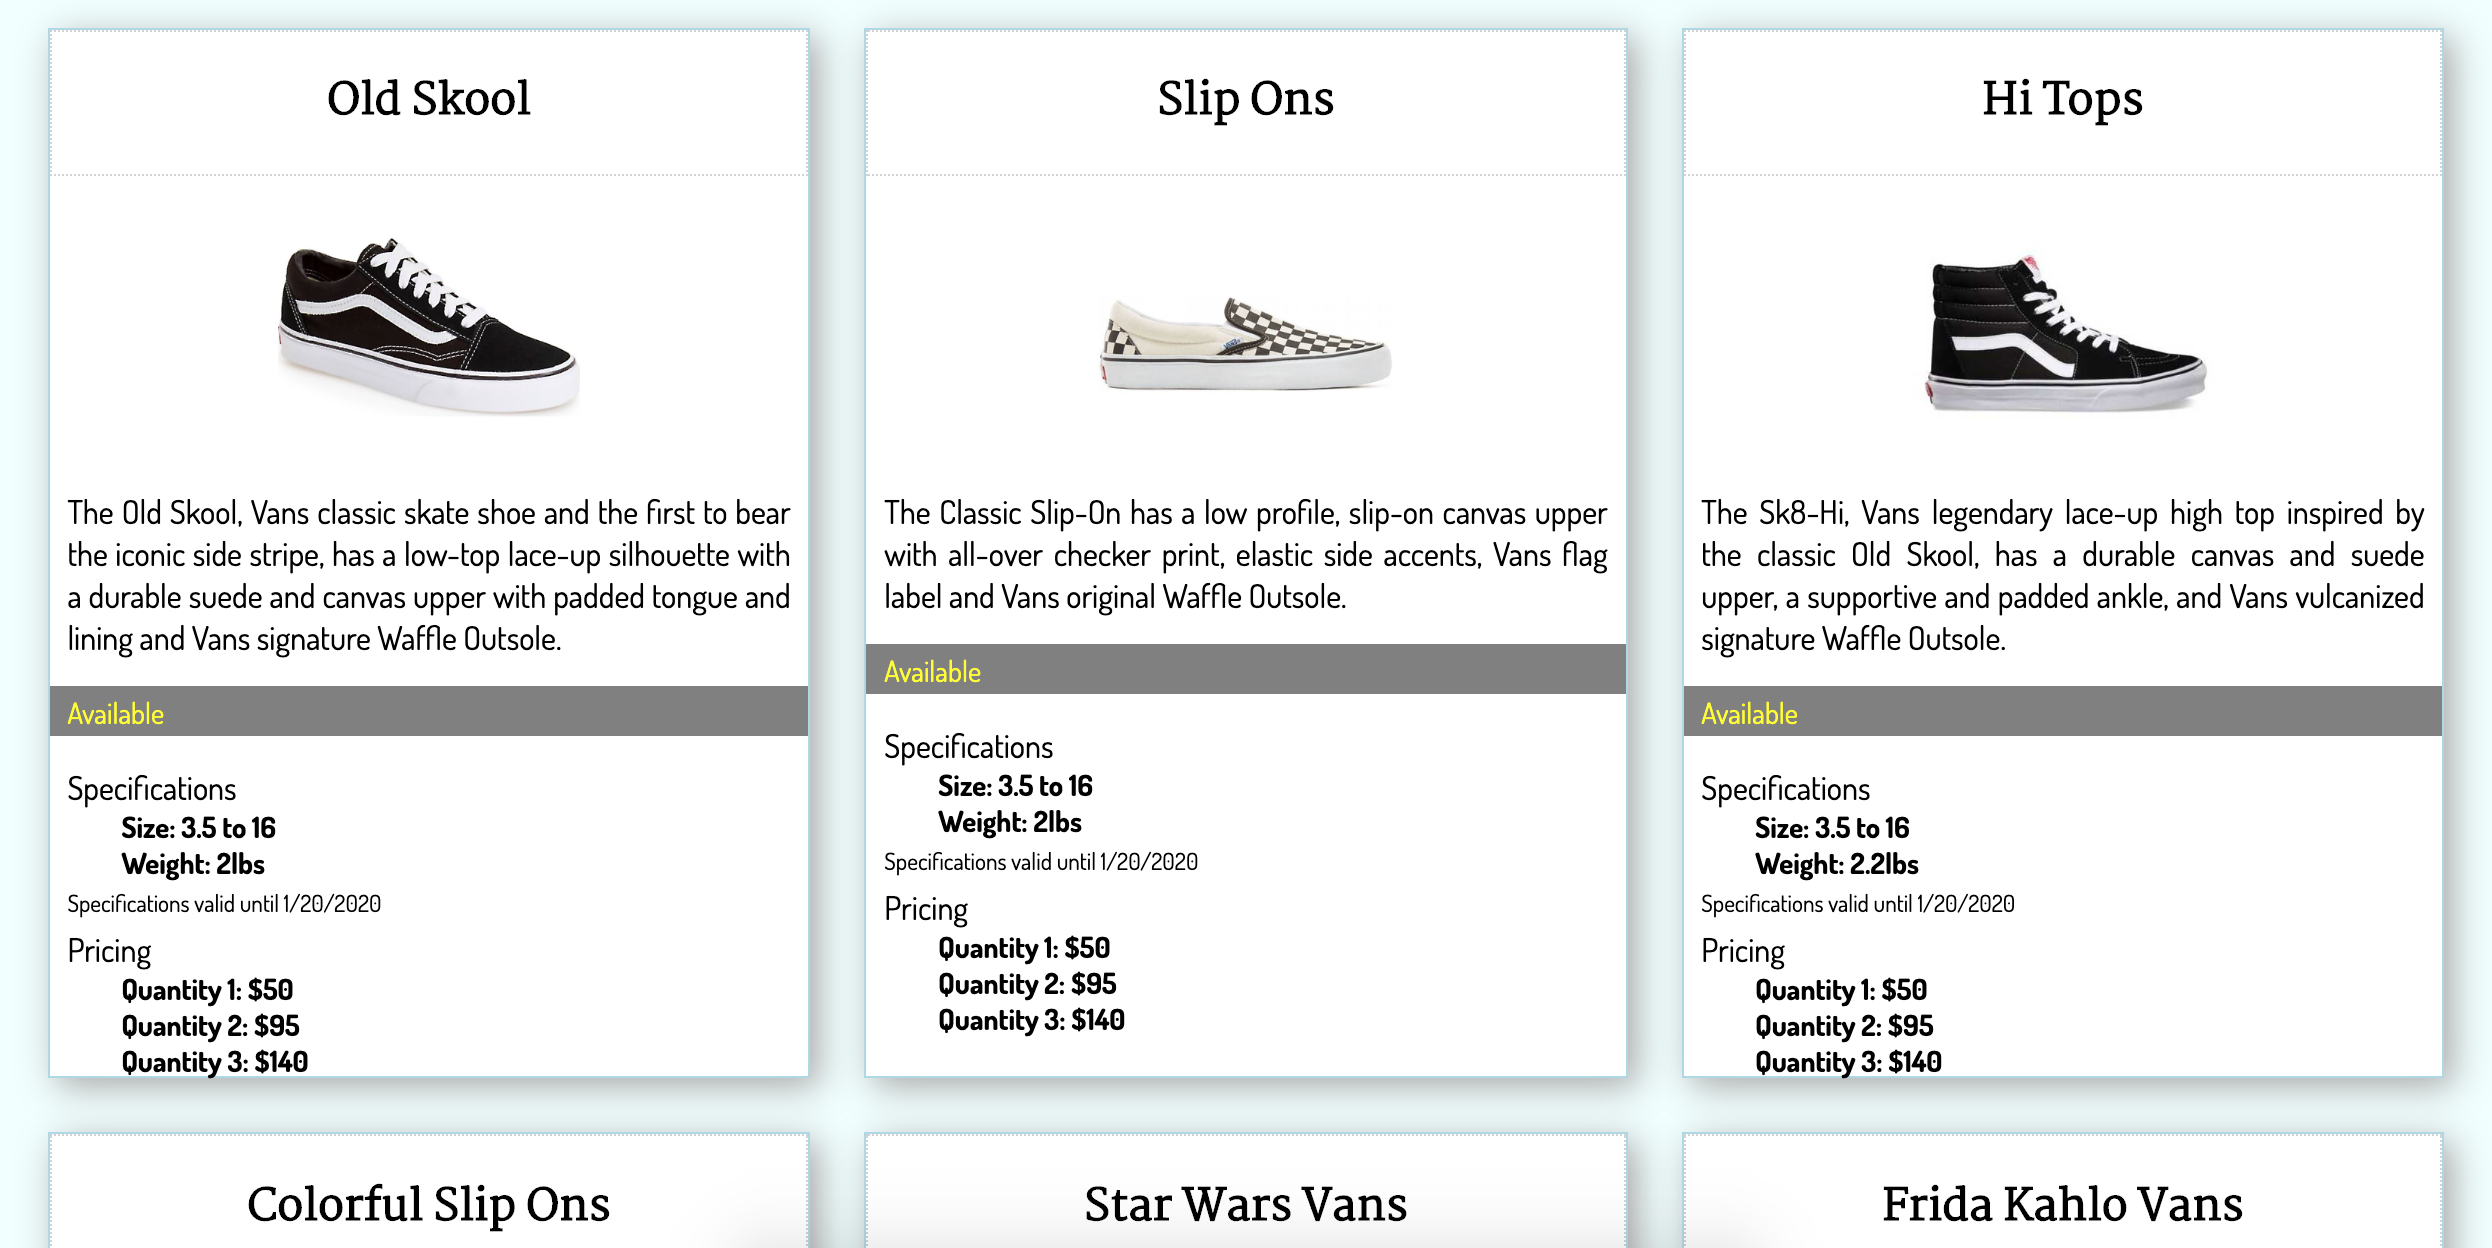 Old Skool
The Old Skool, Vans classic skate shoe and the first to bear
the iconic side stripe, has a low-top lace-up silhouette with
a durable suede and canvas upper with padded tongue and
lining and Vans signature Waffle Outsole.
Available
Specifications
Size: 3.5 to 16
Weight: 2lbs
Specifications valid until 1/20/2020
Pricing
Quantity 1: $50
Quantity 2: $95
Quantity 3: $140
Slip Ons
The Classic Slip-On has a low profile, slip-on canvas upper
with all-over checker print, elastic side accents, Vans flag
label and Vans original Waffle Outsole.
Available
Specifications
Size: 3.5 to 16
Weight: 2lbs
Specifications valid until 1/20/2020
Pricing
Quantity 1: $50
Quantity 2: $95
Quantity 3: $140
Hi Tops
The Sk8-Hi, Vans legendary lace-up high top inspired by
the classic Old Skool, has a durable canvas and suede
upper, a supportive and padded ankle, and Vans vulcanized
signature Waffle Outsole.
Available
Specifications
Size: 3.5 to 16
Weight: 2.2lbs
Specifications valid until 1/20/2020
Pricing
Quantity 1: $50
Quantity 2: $95
Quantity 3: $140
Colorful Slip Ons
Star Wars Vans
Frida Kahlo Vans